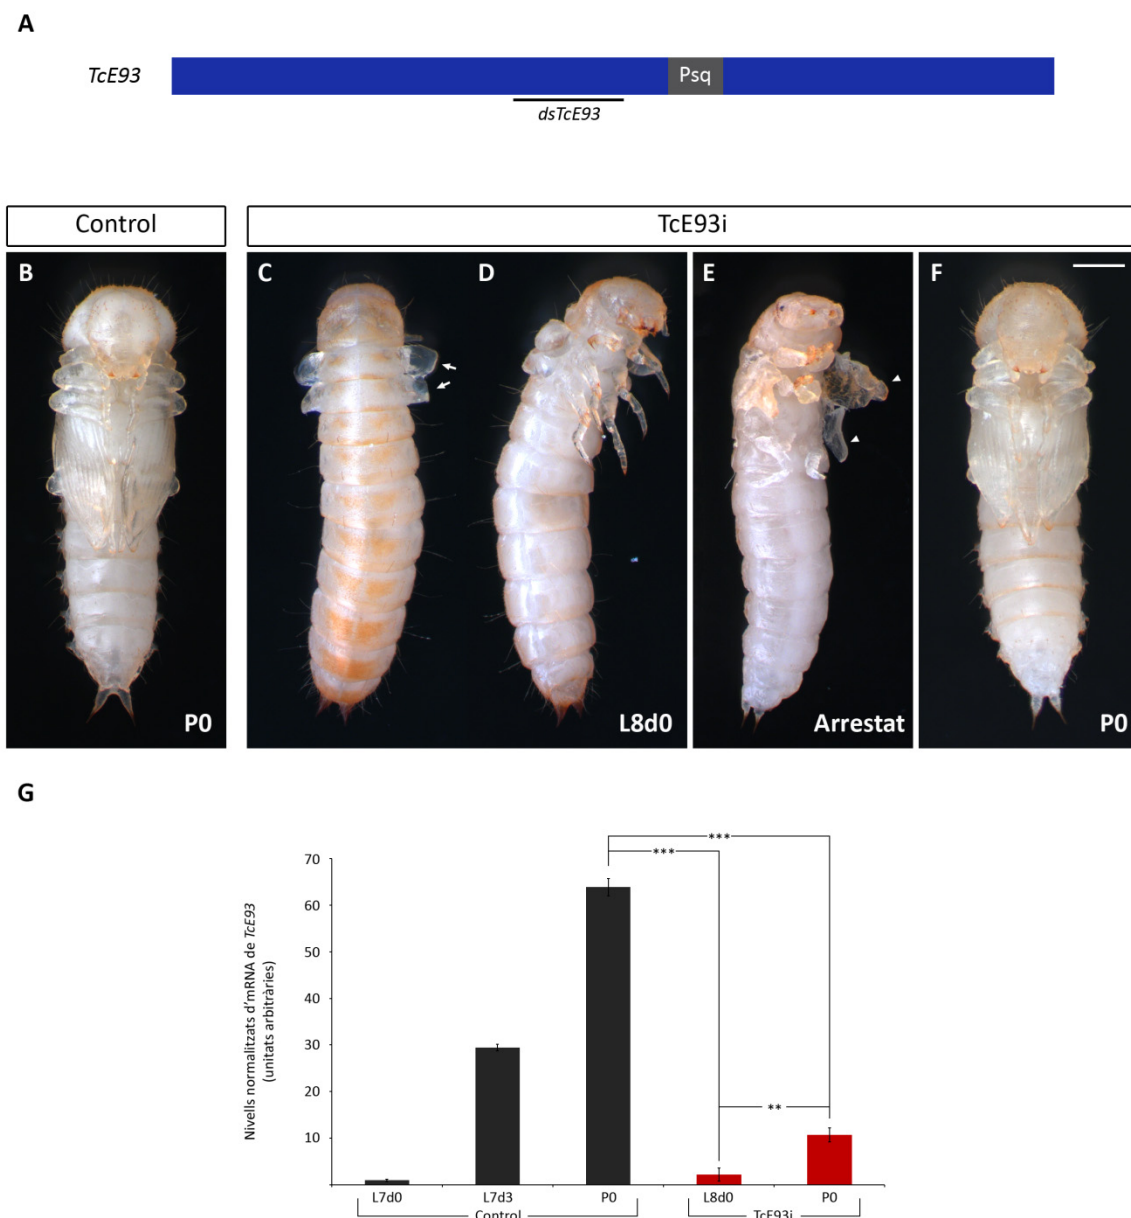 A
TcE93
Psq
dsTcE93
Control
TcE93i
B
C
D
E
F
P0
L8d0
Arrestat
P0
G
***
***
70
60
50
40
30
20
10
**
Nivells normalitzats d'mRNA de TcE93
(unitats arbitràries)
L7d0
L7d3
P0
L8d0
P0
Control
TcE93i